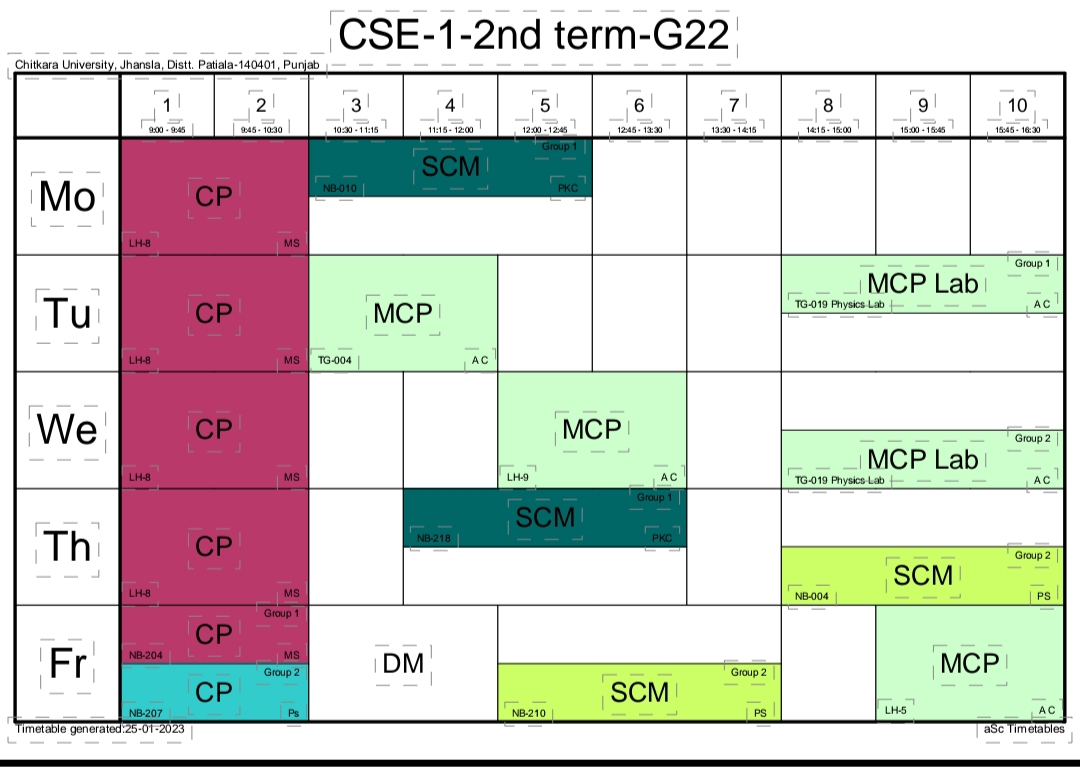 CSE-1-2nd term-G22
Chitkara University, Jhansla, Distt. Patiala-140401, Punjab
1 2 3 4 5 6 7 8 9 10
9:00 - 9:45 9:45 - 10:30 10:30 - 11:15 11:15 - 12:00 12:00 - 12:45 12:45 - 13:30 13:30 - 14:15 14:15 - 15:00 15:00 - 15:45 15:45 - 16:30
Mo
CP
LH-8 MS
Group 1
SCM
NB-010 PKC
Tu
CP
LH-8 MS
MCP
TG-004 A C
Group 1
MCP Lab
TG-019 Physics Lab A C
We
CP
LH-8 MS
MCP
LH-9 A C
Group 2
MCP Lab
TG-019 Physics Lab A C
Th
CP
LH-8 MS
Group 1
SCM
NB-218 PKC
Group 2
SCM
NB-004 PS
Fr
Group 1
CP
NB-204 MS
Group 2
CP
NB-207 Ps
DM
Group 2
SCM
NB-210 PS
MCP
LH-5 A C
Timetable generated:25-01-2023
aSc Timetables